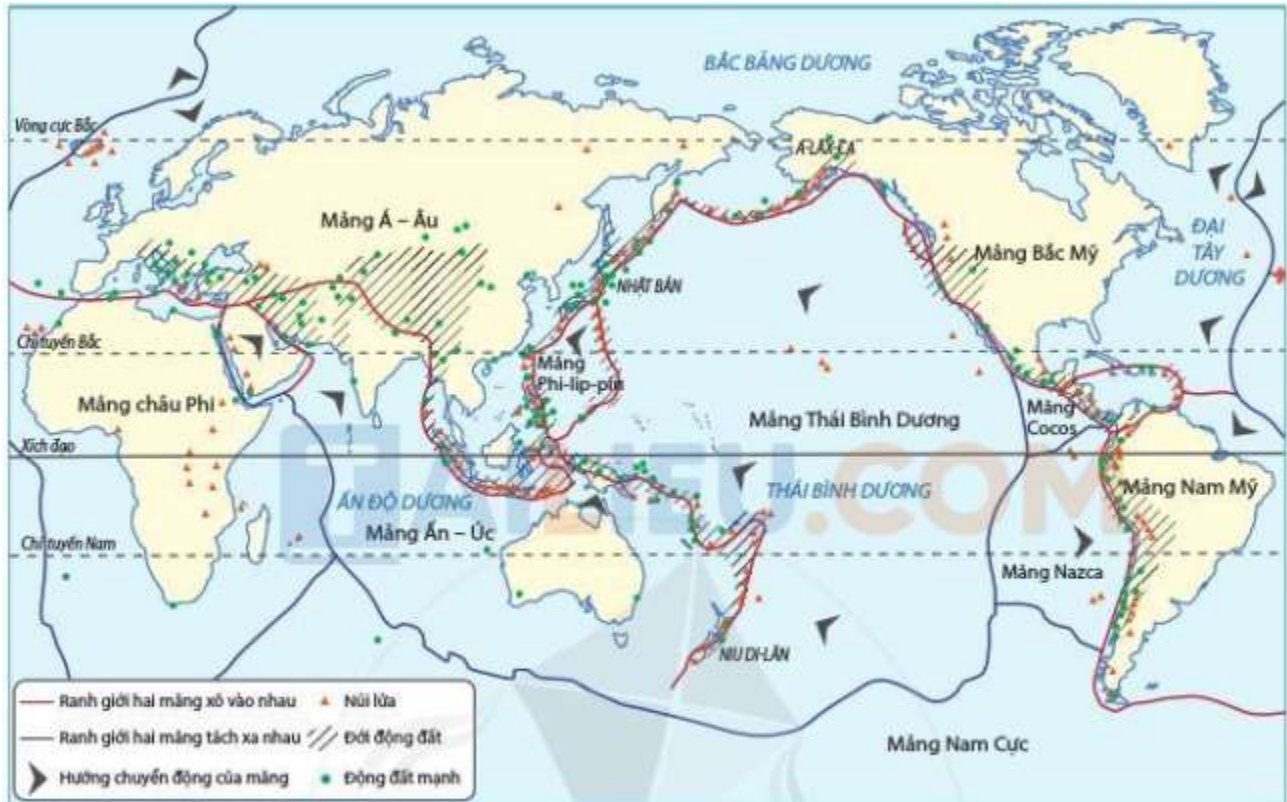 BẮC BĂNG DƯƠNG
Vòng cực Bắc
A-LAX-CA
Mảng Á – Âu
Mảng Bắc Mỹ
ĐẠI
TÂY
DƯƠNG
NHẬT BẢN
Chí tuyến Bắc
Mảng
Phi-lip-pin
Mảng châu Phi
Mảng Thái Bình Dương
Mảng
Cocos
Xích đạo
ẤN ĐỘ DƯƠNG
THÁI BÌNH DƯƠNG
Mảng Nam Mỹ
Mảng Ấn – Úc
Chí tuyến Nam
Mảng Nazca
NIU DI-LÂN
Mảng Nam Cực
Ranh giới hai mảng xô vào nhau
Núi lửa
Ranh giới hai mảng tách xa nhau
Đới động đất
Hướng chuyển động của mảng
Động đất mạnh
.COM